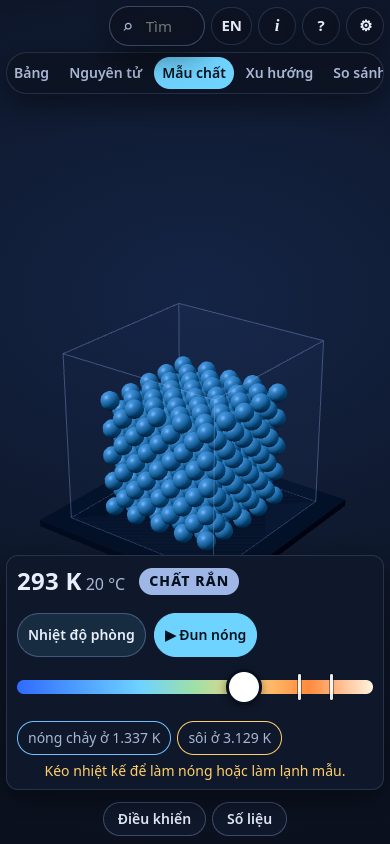 Tìm EN i ? ⚙
Bảng Nguyên tử Mẫu chất Xu hướng So sánh
293 K 20 °C CHẤT RẮN
Nhiệt độ phòng ▶ Đun nóng
nóng chảy ở 1.337 K sôi ở 3.129 K
Kéo nhiệt kế để làm nóng hoặc làm lạnh mẫu.
Điều khiển Số liệu